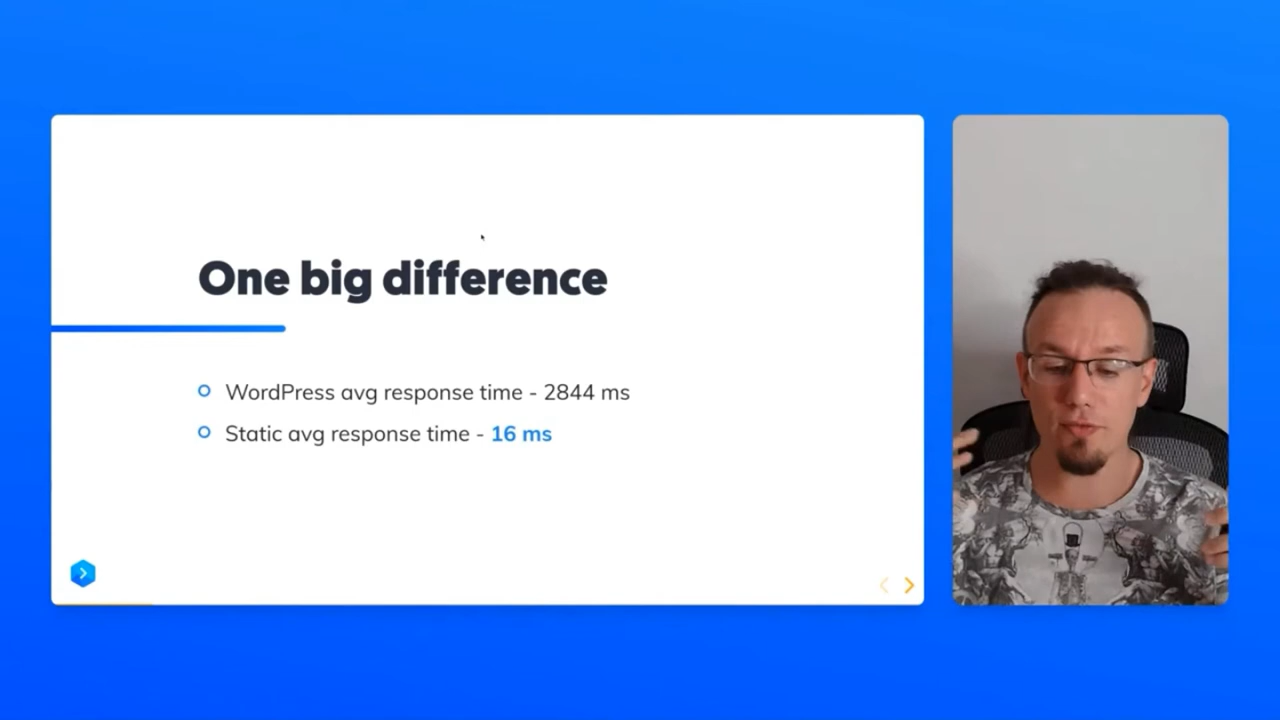 One big difference
WordPress avg response time - 2844 ms
Static avg response time - 16 ms